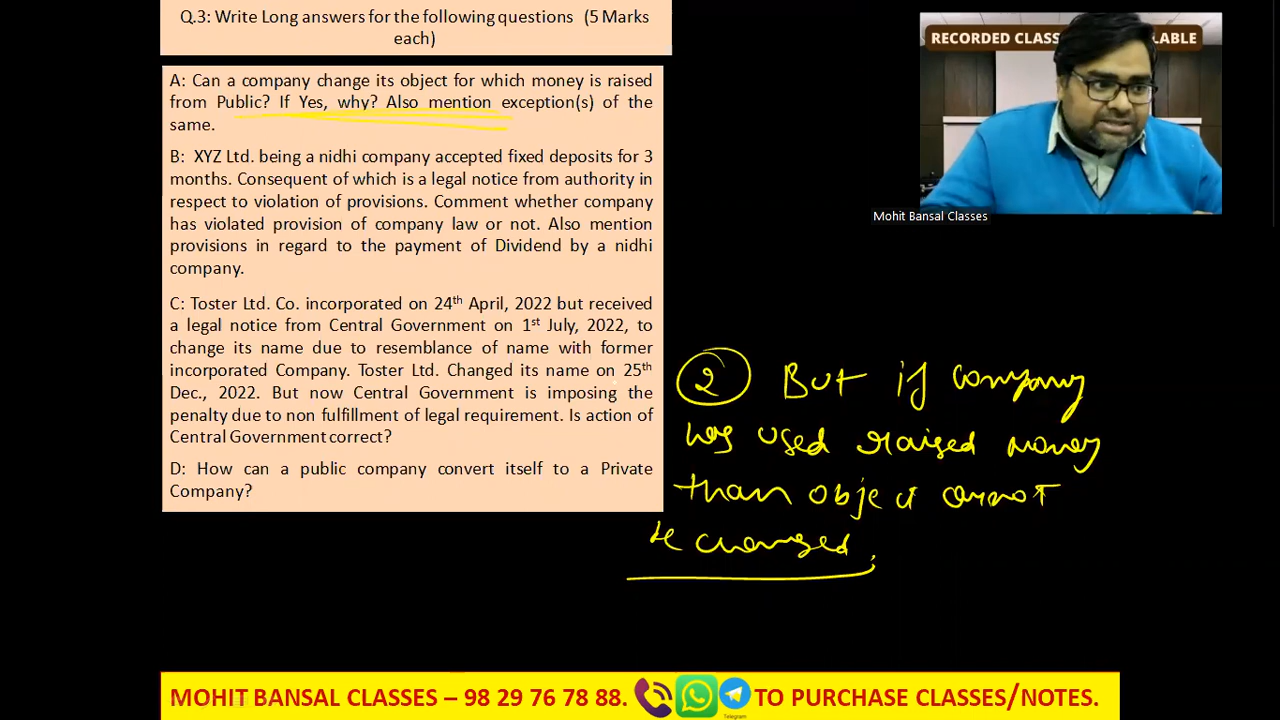 Q.3: Write Long answers for the following questions (5 Marks
each)
A: Can a company change its object for which money is raised
from Public? If Yes, why? Also mention exception(s) of the
same.
B: XYZ Ltd. being a nidhi company accepted fixed deposits for 3
months. Consequent of which is a legal notice from authority in
respect to violation of provisions. Comment whether company
has violated provision of company law or not. Also mention
provisions in regard to the payment of Dividend by a nidhi
company.
C: Toster Ltd. Co. incorporated on 24th April, 2022 but received
a legal notice from Central Government on 1st July, 2022, to
change its name due to resemblance of name with former
incorporated Company. Toster Ltd. Changed its name on 25th
Dec., 2022. But now Central Government is imposing the
penalty due to non fulfillment of legal requirement. Is action of
Central Government correct?
D: How can a public company convert itself to a Private
Company?
RECORDED CLASS LABLE
Mohit Bansal Classes
2 But if company
has used raised money
than object cannot
be changed.
MOHIT BANSAL CLASSES – 98 29 76 78 88. TO PURCHASE CLASSES/NOTES.
Telegram